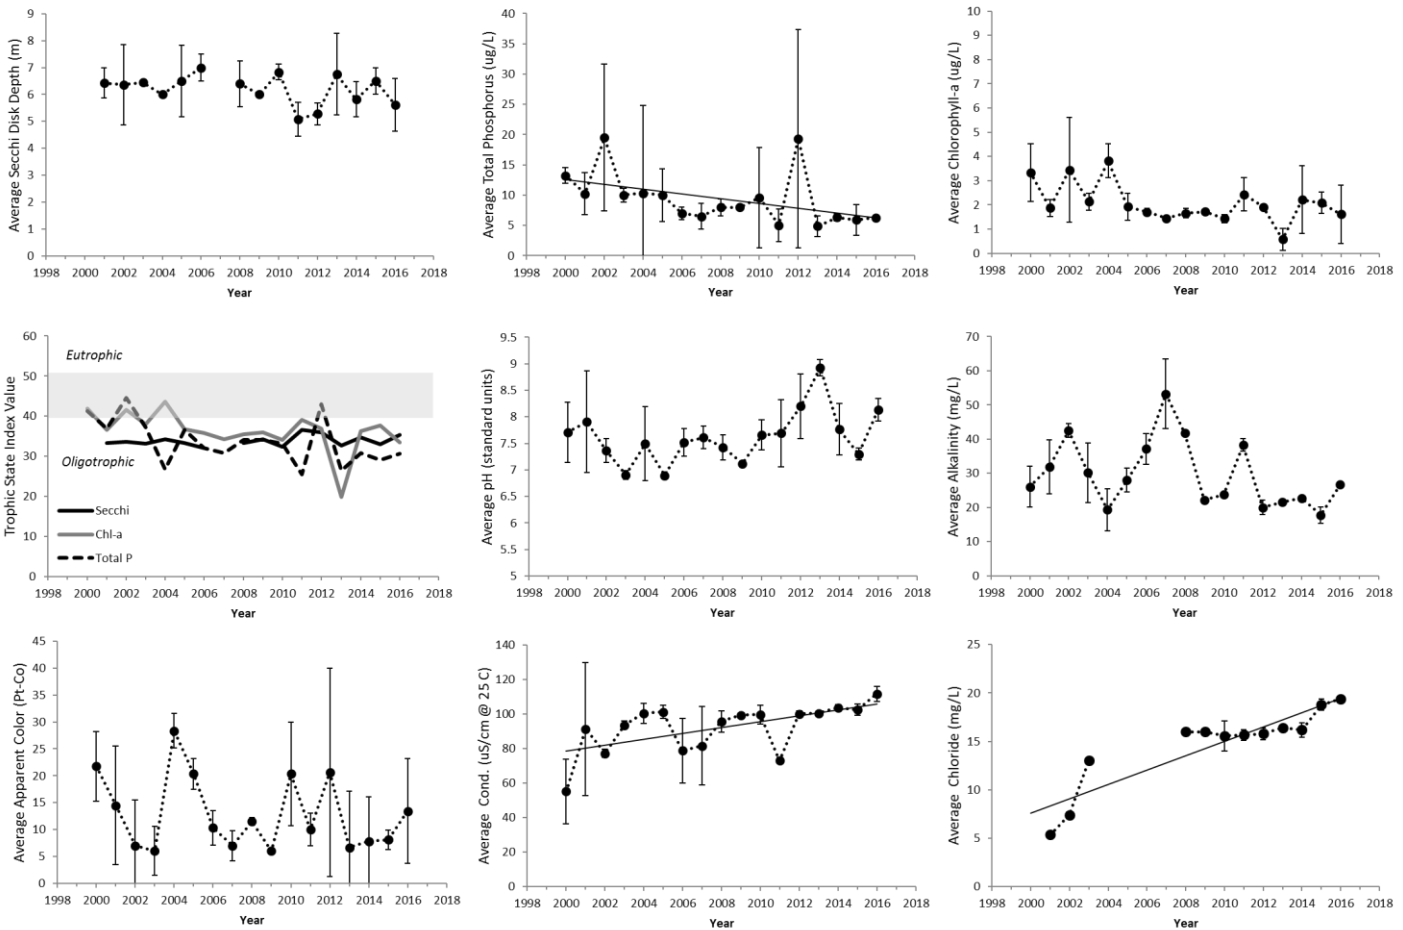 Average Secchi Disk Depth (m)
9
8
7
6
5
4
3
2
1
0
1998 2000 2002 2004 2006 2008 2010 2012 2014 2016 2018
Year
Average Total Phosphorus (ug/L)
40
35
30
25
20
15
10
5
0
1998 2000 2002 2004 2006 2008 2010 2012 2014 2016 2018
Year
Average Chlorophyll-a (ug/L)
10
9
8
7
6
5
4
3
2
1
0
1998 2000 2002 2004 2006 2008 2010 2012 2014 2016 2018
Year
Trophic State Index Value
60
50
40
30
20
10
0
Eutrophic
Oligotrophic
Secchi
Chl-a
Total P
1998 2000 2002 2004 2006 2008 2010 2012 2014 2016 2018
Year
Average pH (standard units)
9.5
9
8.5
8
7.5
7
6.5
6
5.5
5
1998 2000 2002 2004 2006 2008 2010 2012 2014 2016 2018
Year
Average Alkalinity (mg/L)
70
60
50
40
30
20
10
0
1998 2000 2002 2004 2006 2008 2010 2012 2014 2016 2018
Year
Average Apparent Color (Pt-Co)
45
40
35
30
25
20
15
10
5
0
1998 2000 2002 2004 2006 2008 2010 2012 2014 2016 2018
Year
Average Cond. (uS/cm @ 25 C)
140
120
100
80
60
40
20
0
1998 2000 2002 2004 2006 2008 2010 2012 2014 2016 2018
Year
Average Chloride (mg/L)
25
20
15
10
5
0
1998 2000 2002 2004 2006 2008 2010 2012 2014 2016 2018
Year